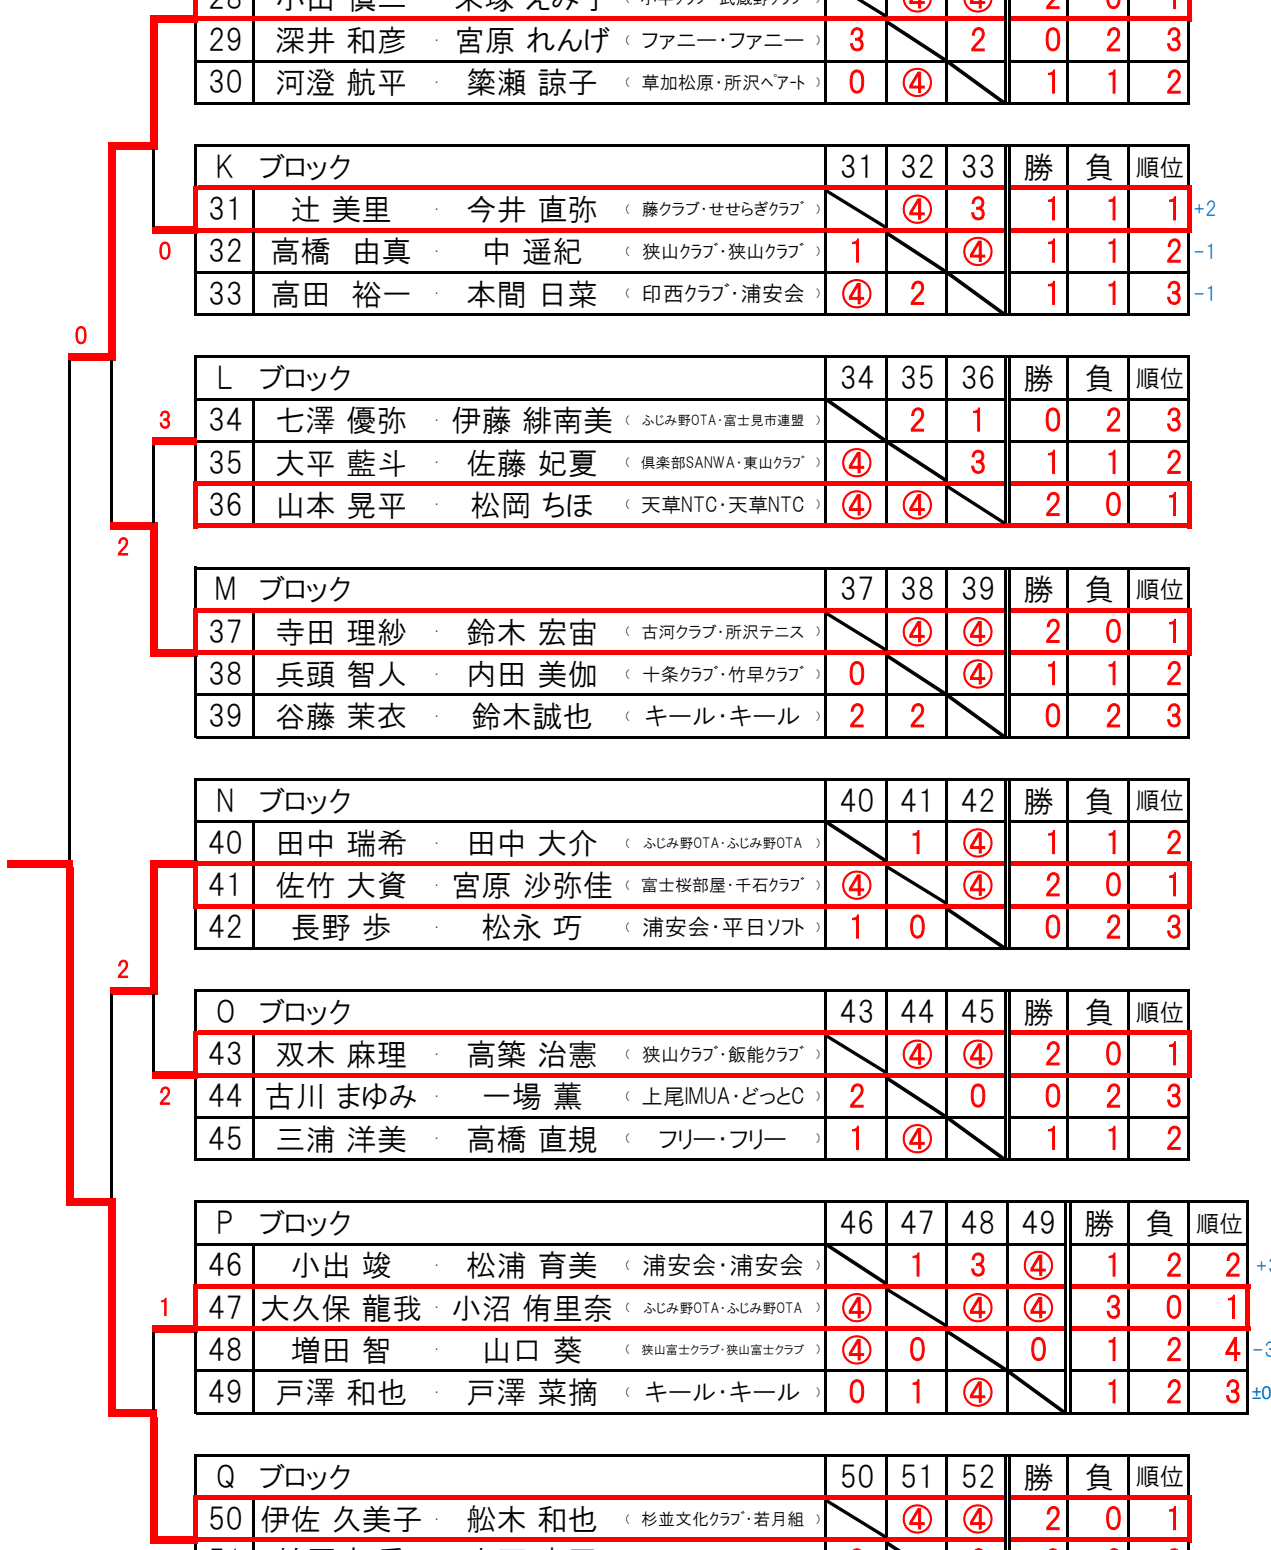 29 深井 和彦 ・ 宮原 れんげ （ ファニー・ファニー ） 3 2 0 2 3
30 河澄 航平 ・ 築瀬 諒子 （ 草加松原・所沢ペアート ） 0 ④ 1 1 2
K ブロック 31 32 33 勝 負 順位
31 辻 美里 ・ 今井 直弥 （ 藤クラブ・せせらぎクラブ ） ④ 3 1 1 1 +2
0 32 高橋 由真 ・ 中 遥紀 （ 狭山クラブ・狭山クラブ ） 1 ④ 1 1 2 -1
33 高田 裕一 ・ 本間 日菜 （ 印西クラブ・浦安会 ） ④ 2 1 1 3 -1
0
L ブロック 34 35 36 勝 負 順位
3 34 七澤 優弥 ・ 伊藤 緋南美 （ ふじみ野OTA・富士見市連盟 ） 2 1 0 2 3
35 大平 藍斗 ・ 佐藤 妃夏 （ 倶楽部SANWA・東山クラブ ） ④ 3 1 1 2
36 山本 晃平 ・ 松岡 ちほ （ 天草NTC・天草NTC ） ④ ④ 2 0 1
2
M ブロック 37 38 39 勝 負 順位
37 寺田 理紗 ・ 鈴木 宏宙 （ 古河クラブ・所沢テニス ） ④ ④ 2 0 1
38 兵頭 智人 ・ 内田 美伽 （ 十条クラブ・竹早クラブ ） 0 ④ 1 1 2
39 谷藤 茉衣 ・ 鈴木誠也 （ キール・キール ） 2 2 0 2 3
N ブロック 40 41 42 勝 負 順位
40 田中 瑞希 ・ 田中 大介 （ ふじみ野OTA・ふじみ野OTA ） 1 ④ 1 1 2
41 佐竹 大資 ・ 宮原 沙弥佳 （ 富士桜部屋・千石クラブ ） ④ ④ 2 0 1
42 長野 歩 ・ 松永 巧 （ 浦安会・平日ソフト ） 1 0 0 2 3
2
O ブロック 43 44 45 勝 負 順位
43 双木 麻理 ・ 高築 治憲 （ 狭山クラブ・飯能クラブ ） ④ ④ 2 0 1
2 44 古川 まゆみ ・ 一場 薫 （ 上尾IMUA・どっとC ） 2 0 0 2 3
45 三浦 洋美 ・ 高橋 直規 （ フリー・フリー ） 1 ④ 1 1 2
P ブロック 46 47 48 49 勝 負 順位
46 小出 竣 ・ 松浦 育美 （ 浦安会・浦安会 ） 1 3 ④ 1 2 2
1 47 大久保 龍我 ・ 小沼 侑里奈 （ ふじみ野OTA・ふじみ野OTA ） ④ ④ ④ 3 0 1
48 増田 智 ・ 山口 葵 （ 狭山富士クラブ・狭山富士クラブ ） ④ 0 0 1 2 4 -3
49 戸澤 和也 ・ 戸澤 菜摘 （ キール・キール ） 0 1 ④ 1 2 3 ±0
Q ブロック 50 51 52 勝 負 順位
50 伊佐 久美子 ・ 舩木 和也 （ 杉並文化クラブ・若月組 ） ④ ④ 2 0 1